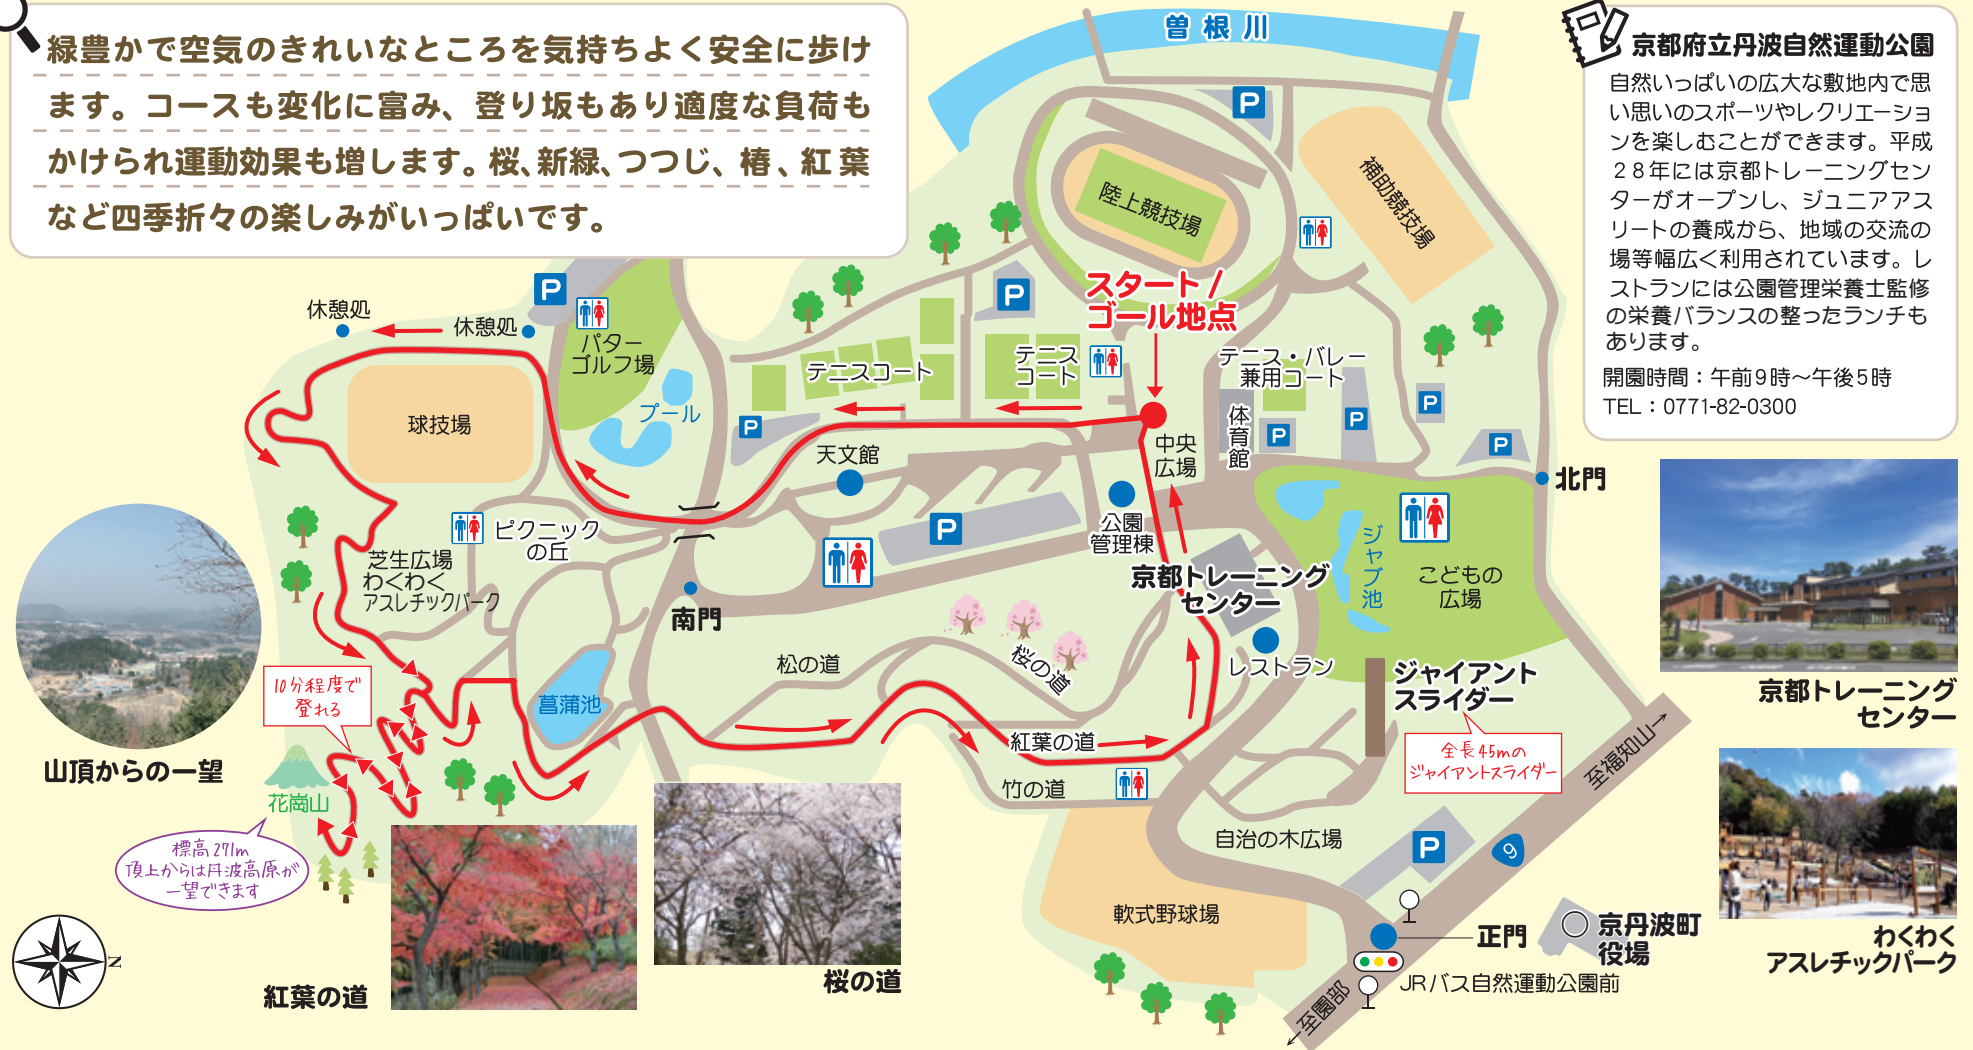 緑豊かで空気のきれいなところを気持ちよく安全に歩け
ます。コースも変化に富み、登り坂もあり適度な負荷も
かけられ運動効果も増します。桜、新緑、つつじ、椿、紅葉
など四季折々の楽しみがいっぱいです。
曽根川
京都府立丹波自然運動公園
自然いっぱいの広大な敷地内で思
い思いのスポーツやレクリエーショ
ンを楽しむことができます。平成
28年には京都トレーニングセン
ターがオープンし、ジュニアアス
リートの養成から、地域の交流の
場等幅広く利用されています。レ
ストランには公園管理栄養士監修
の栄養バランスの整ったランチも
あります。
開園時間：午前9時～午後5時
TEL：0771-82-0300
P
陸上競技場
補助競技場
スタート/
ゴール地点
P
P
休憩処
休憩処
パター
ゴルフ場
プール
テニスコート
テニス
コート
テニス・バレー
兼用コート
体育館
P
P
P
P
P
球技場
天文館
中央
広場
北門
公園
管理棟
P
ピクニック
の丘
芝生広場
わくわく
アスレチックパーク
南門
京都トレーニング
センター
ジャブ池
こどもの
広場
レストラン
松の道
桜の道
ジャイアント
スライダー
全長45mの
ジャイアントスライダー
10分程度で
登れる
菖蒲池
紅葉の道
竹の道
花崗山
標高271m
頂上からは丹波高原が
一望できます
山頂からの一望
自治の木広場
P
9
至福知山→
軟式野球場
正門
京丹波町
役場
JRバス自然運動公園前
←至園部
京都トレーニング
センター
わくわく
アスレチックパーク
紅葉の道
桜の道
N